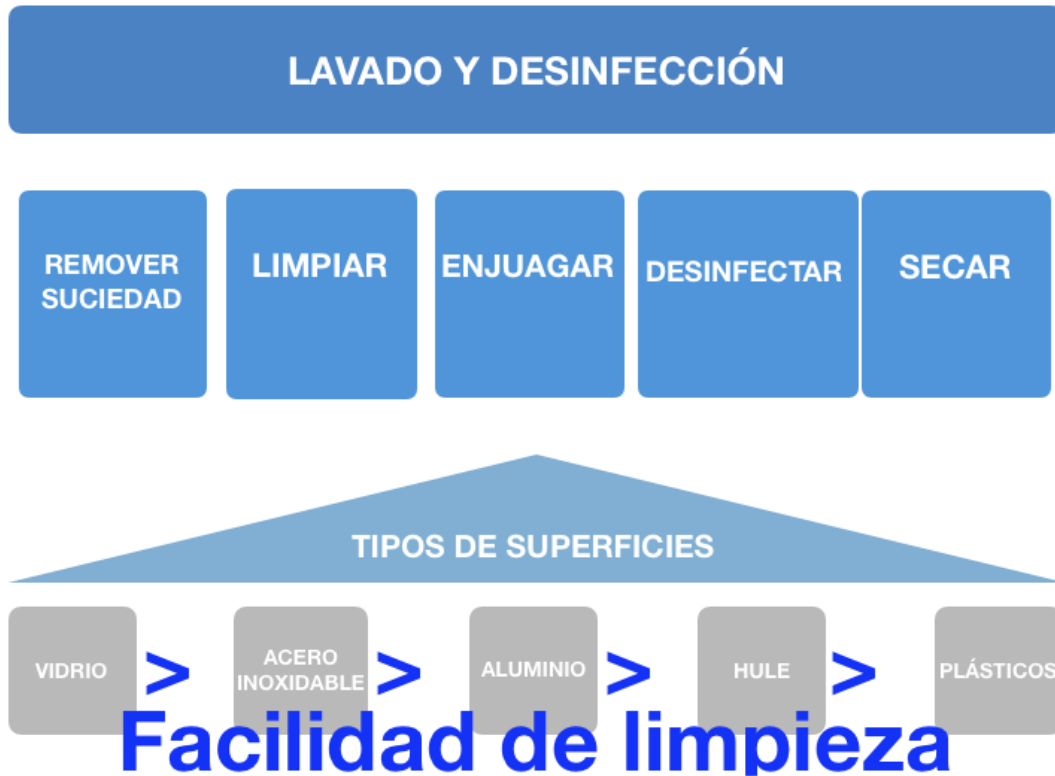 LAVADO Y DESINFECCIÓN
REMOVER
SUCIEDAD
LIMPIAR
ENJUAGAR
DESINFECTAR
SECAR
TIPOS DE SUPERFICIES
VIDRIO
>
ACERO
INOXIDABLE
>
ALUMINIO
>
HULE
>
PLÁSTICOS
Facilidad de limpieza